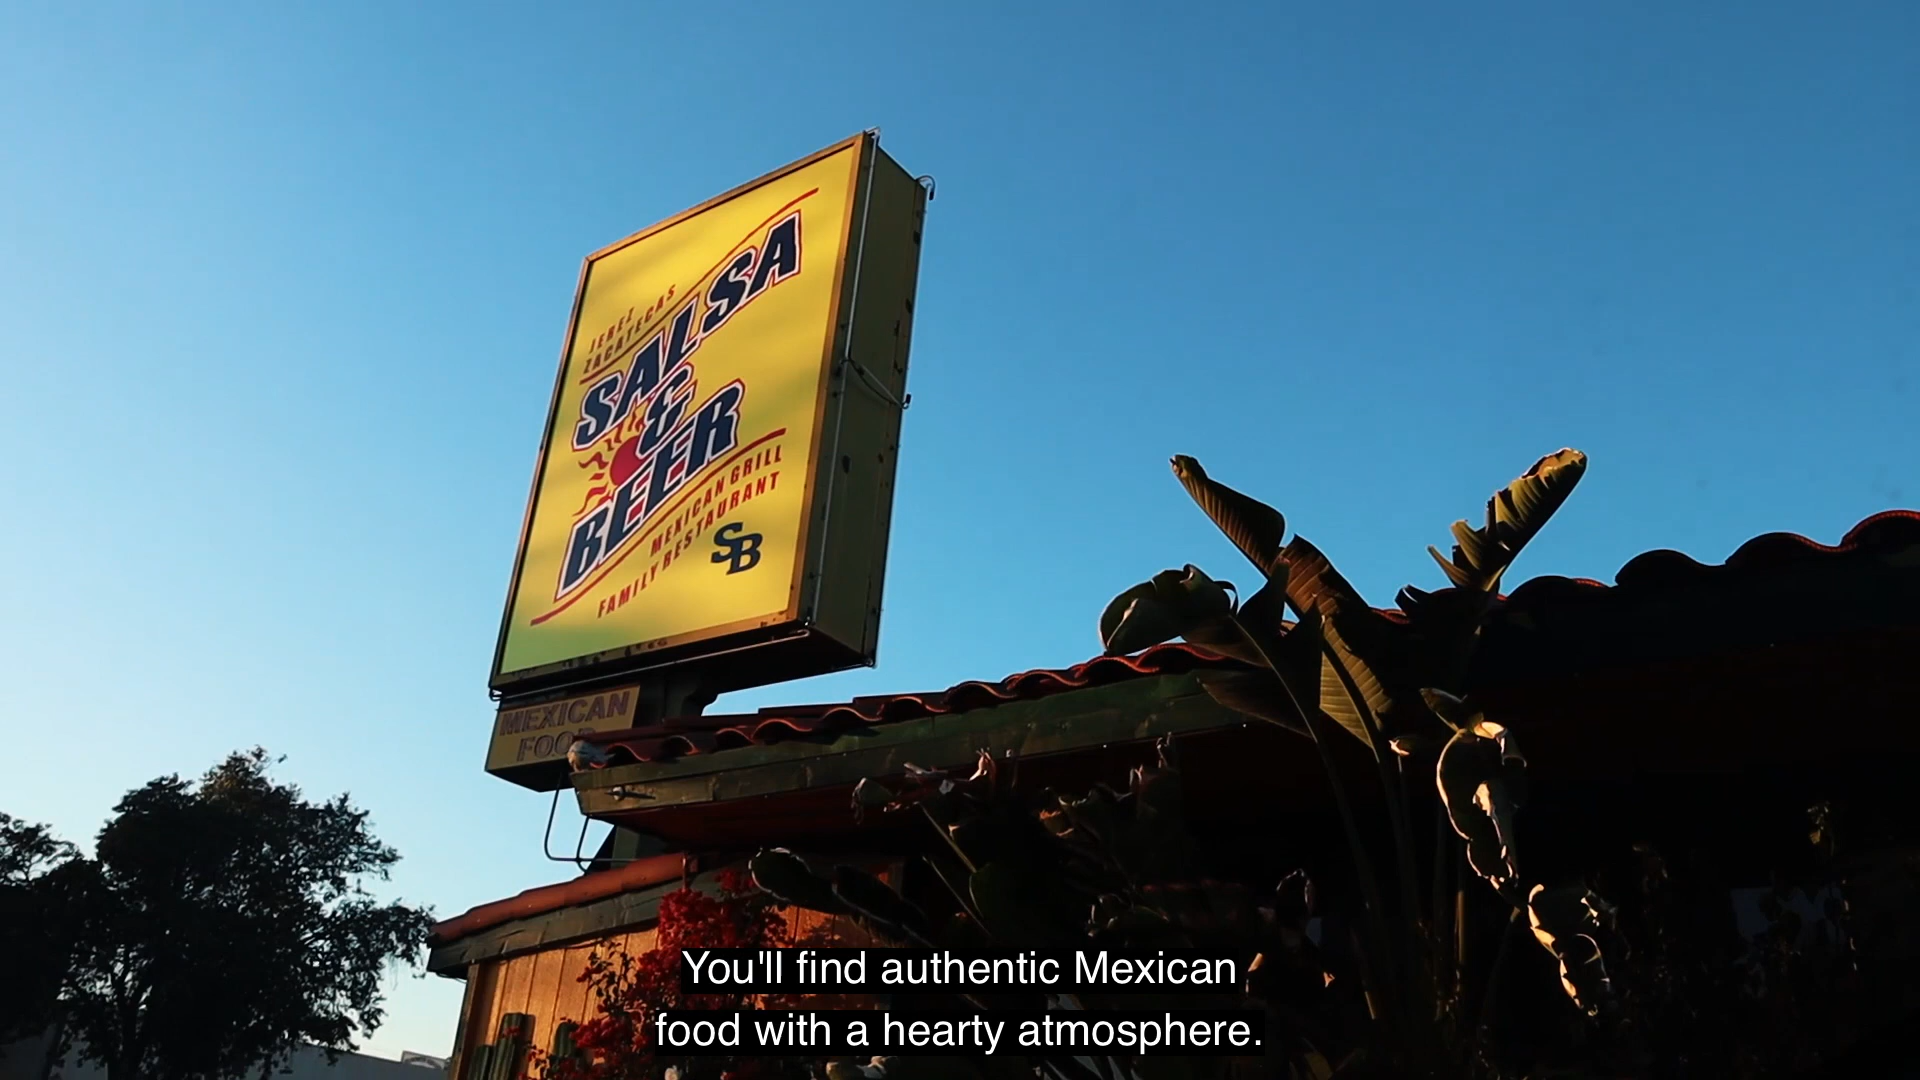 JEREZ
ZACATECAS
SALSA
&
BEER
MEXICAN GRILL
FAMILY RESTAURANT
SB
MEXICAN
FOOD
You'll find authentic Mexican
food with a hearty atmosphere.